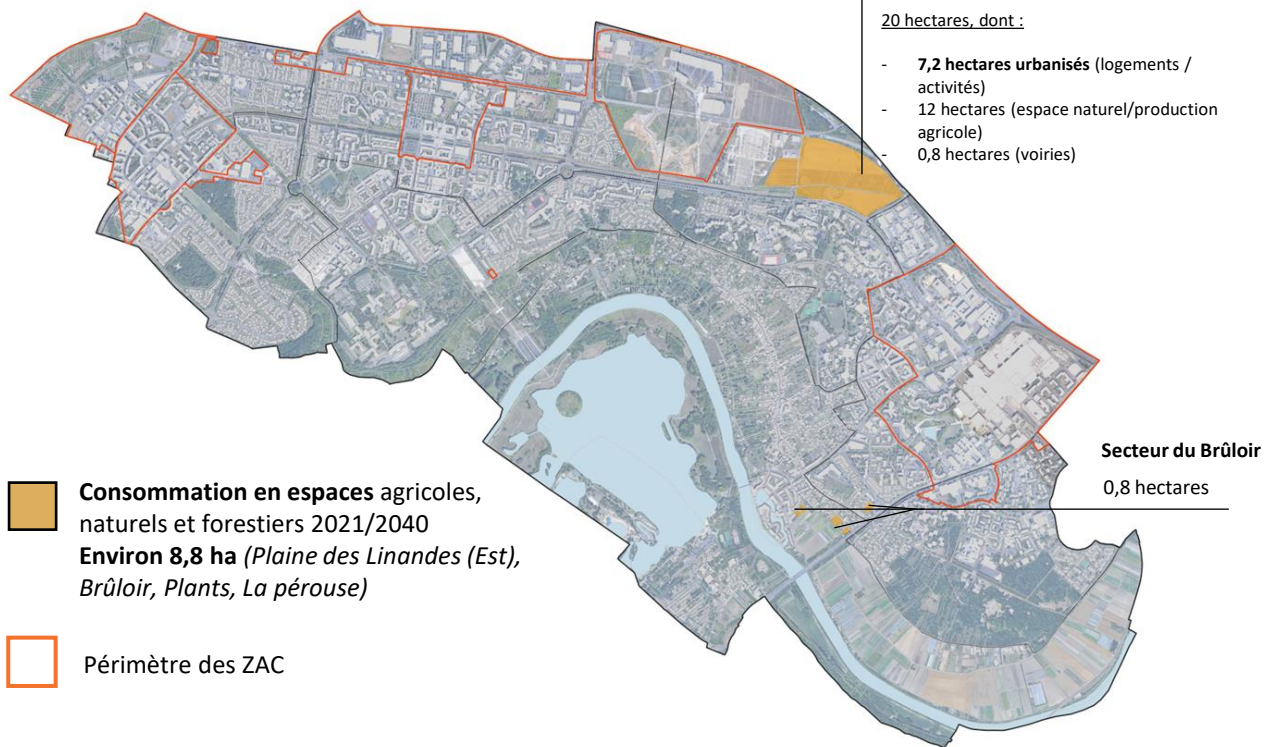 20 hectares, dont :
- 7,2 hectares urbanisés (logements /
activités)
- 12 hectares (espace naturel/production
agricole)
- 0,8 hectares (voiries)
Secteur du Brûloir
0,8 hectares
Consommation en espaces agricoles,
naturels et forestiers 2021/2040
Environ 8,8 ha (Plaine des Linandes (Est),
Brûloir, Plants, La pérouse)
Périmètre des ZAC